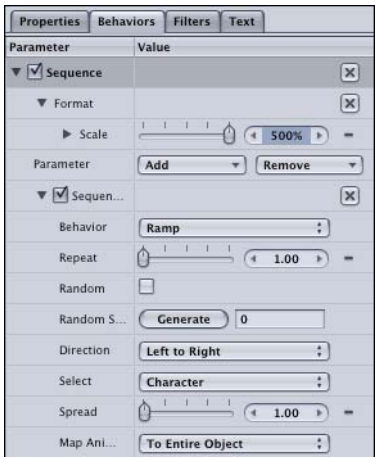 Properties Behaviors Filters Text
Parameter Value
Sequence
Format
Scale 500%
Parameter Add Remove
Sequen...
Behavior Ramp
Repeat 1.00
Random
Random S... Generate 0
Direction Left to Right
Select Character
Spread 1.00
Map Ani... To Entire Object